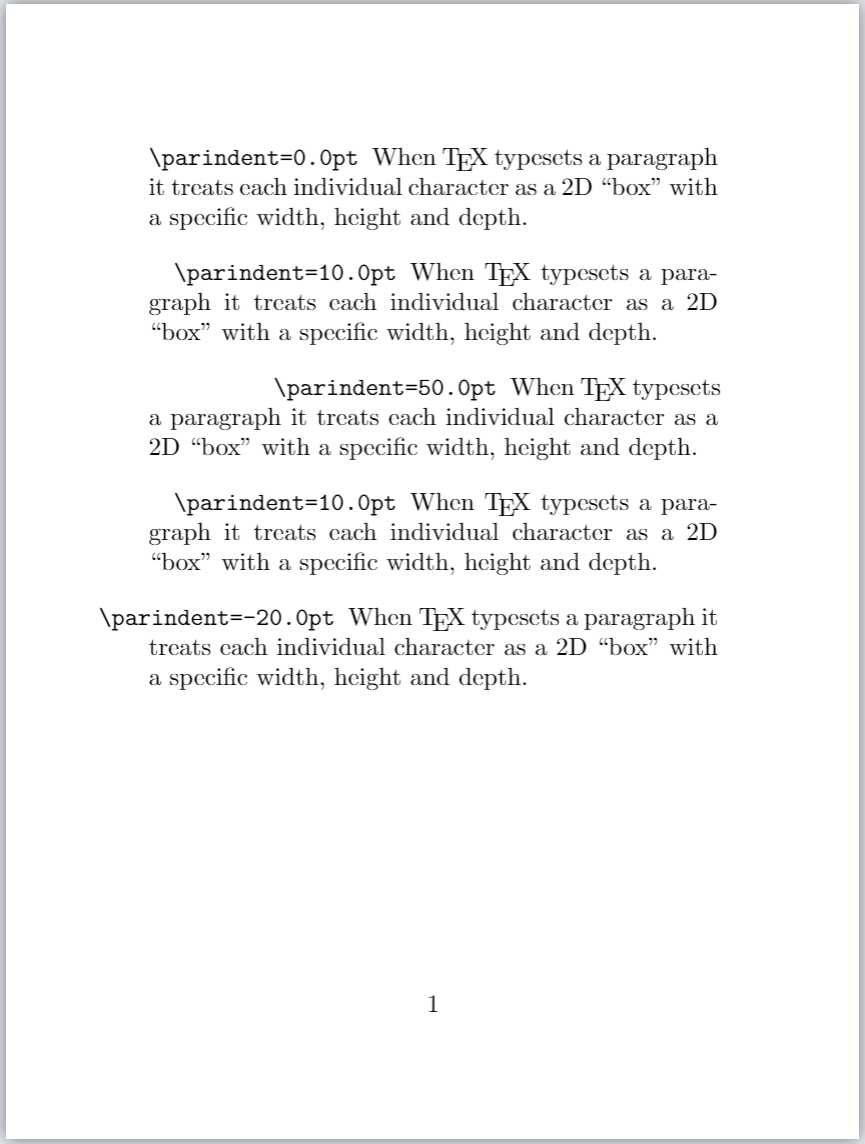 \parindent=0.0pt When TEX typesets a paragraph
it treats each individual character as a 2D “box” with
a specific width, height and depth.
\parindent=10.0pt When TEX typesets a para-
graph it treats each individual character as a 2D
“box” with a specific width, height and depth.
\parindent=50.0pt When TEX typesets
a paragraph it treats each individual character as a
2D “box” with a specific width, height and depth.
\parindent=10.0pt When TEX typesets a para-
graph it treats each individual character as a 2D
“box” with a specific width, height and depth.
\parindent=-20.0pt When TEX typesets a paragraph it
treats each individual character as a 2D “box” with
a specific width, height and depth.
1